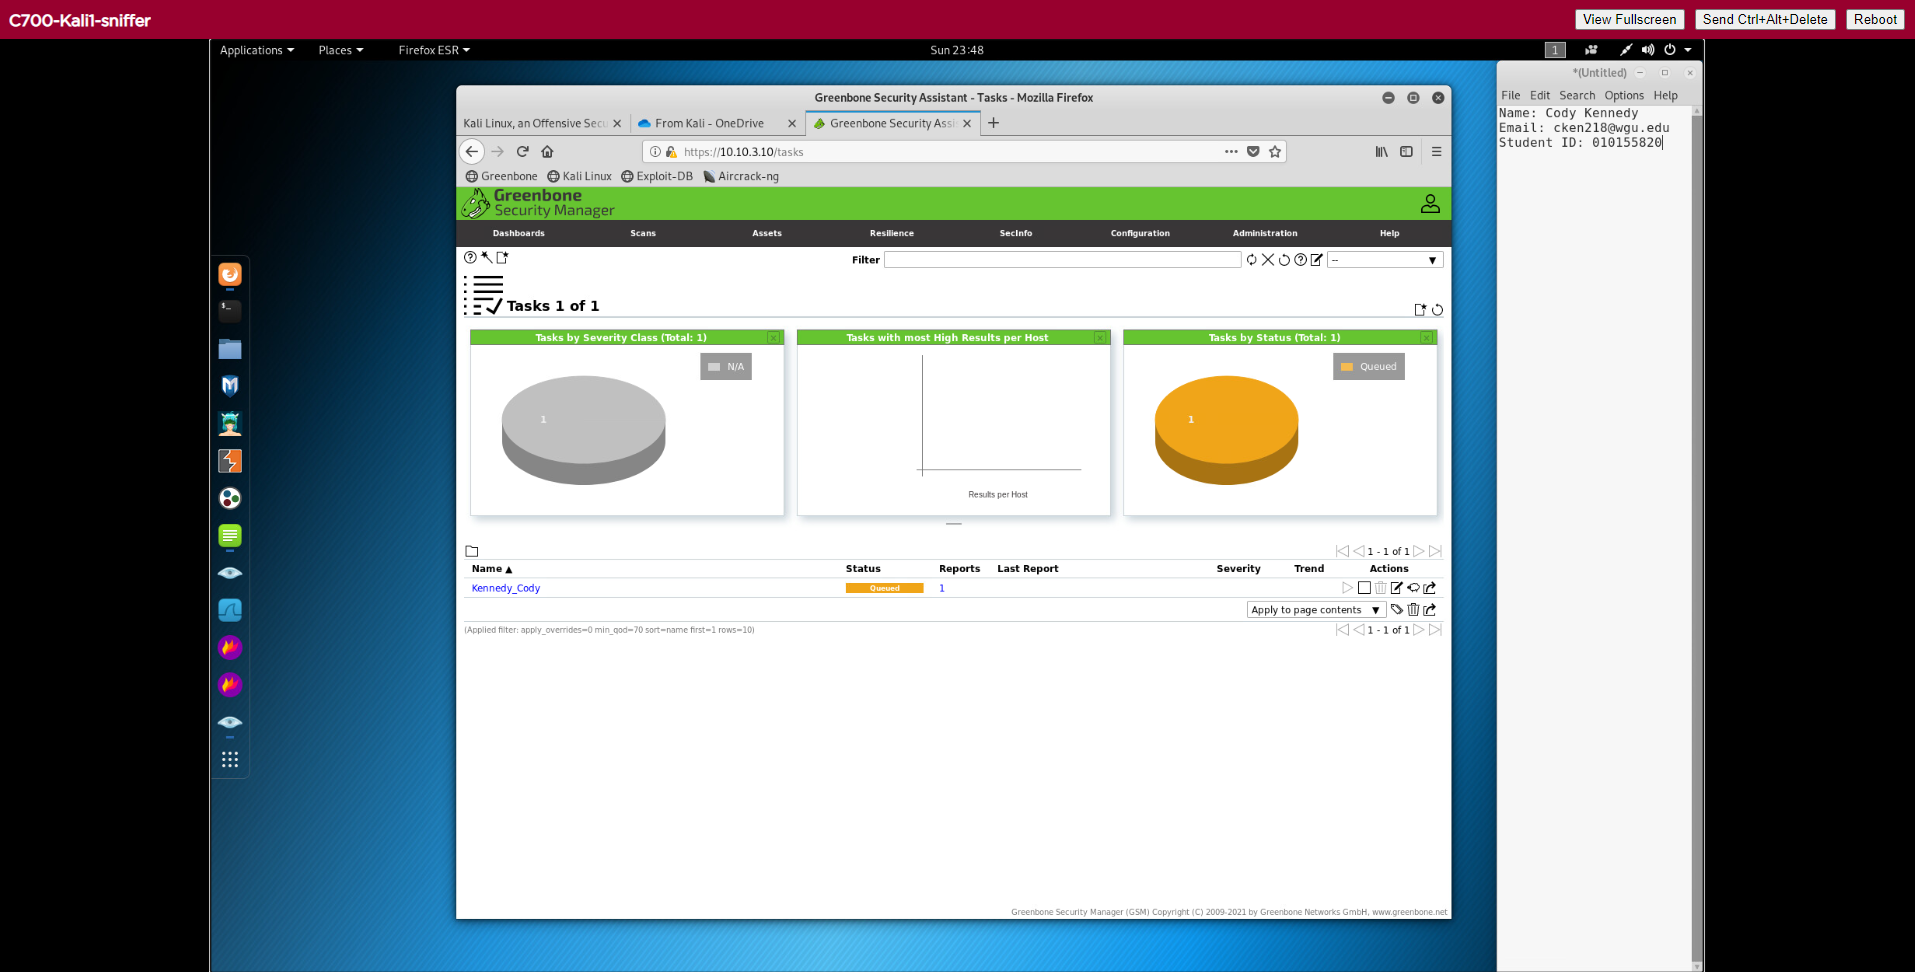 C700-Kali1-sniffer
View Fullscreen
Send Ctrl+Alt+Delete
Reboot
Applications
Places
Firefox ESR
Sun 23:48
1
Greenbone Security Assistant - Tasks - Mozilla Firefox
Kali Linux, an Offensive Secu
From Kali - OneDrive
Greenbone Security Assi
https://10.10.3.10/tasks
Greenbone
Kali Linux
Exploit-DB
Aircrack-ng
Greenbone
Security Manager
Dashboards
Scans
Assets
Resilience
SecInfo
Configuration
Administration
Help
Filter
--
Tasks 1 of 1
Tasks by Severity Class (Total: 1)
N/A
1
Tasks with most High Results per Host
Results per Host
Tasks by Status (Total: 1)
Queued
1
1 - 1 of 1
Name ▲ Status Reports Last Report Severity Trend Actions
Kennedy_Cody Queued 1
Apply to page contents ▼
(Applied filter: apply_overrides=0 min_qod=70 sort=name first=1 rows=10)
1 - 1 of 1
Greenbone Security Manager (GSM) Copyright (C) 2009-2021 by Greenbone Networks GmbH, www.greenbone.net
*(Untitled)
File Edit Search Options Help
Name: Cody Kennedy
Email: cken218@wgu.edu
Student ID: 010155820